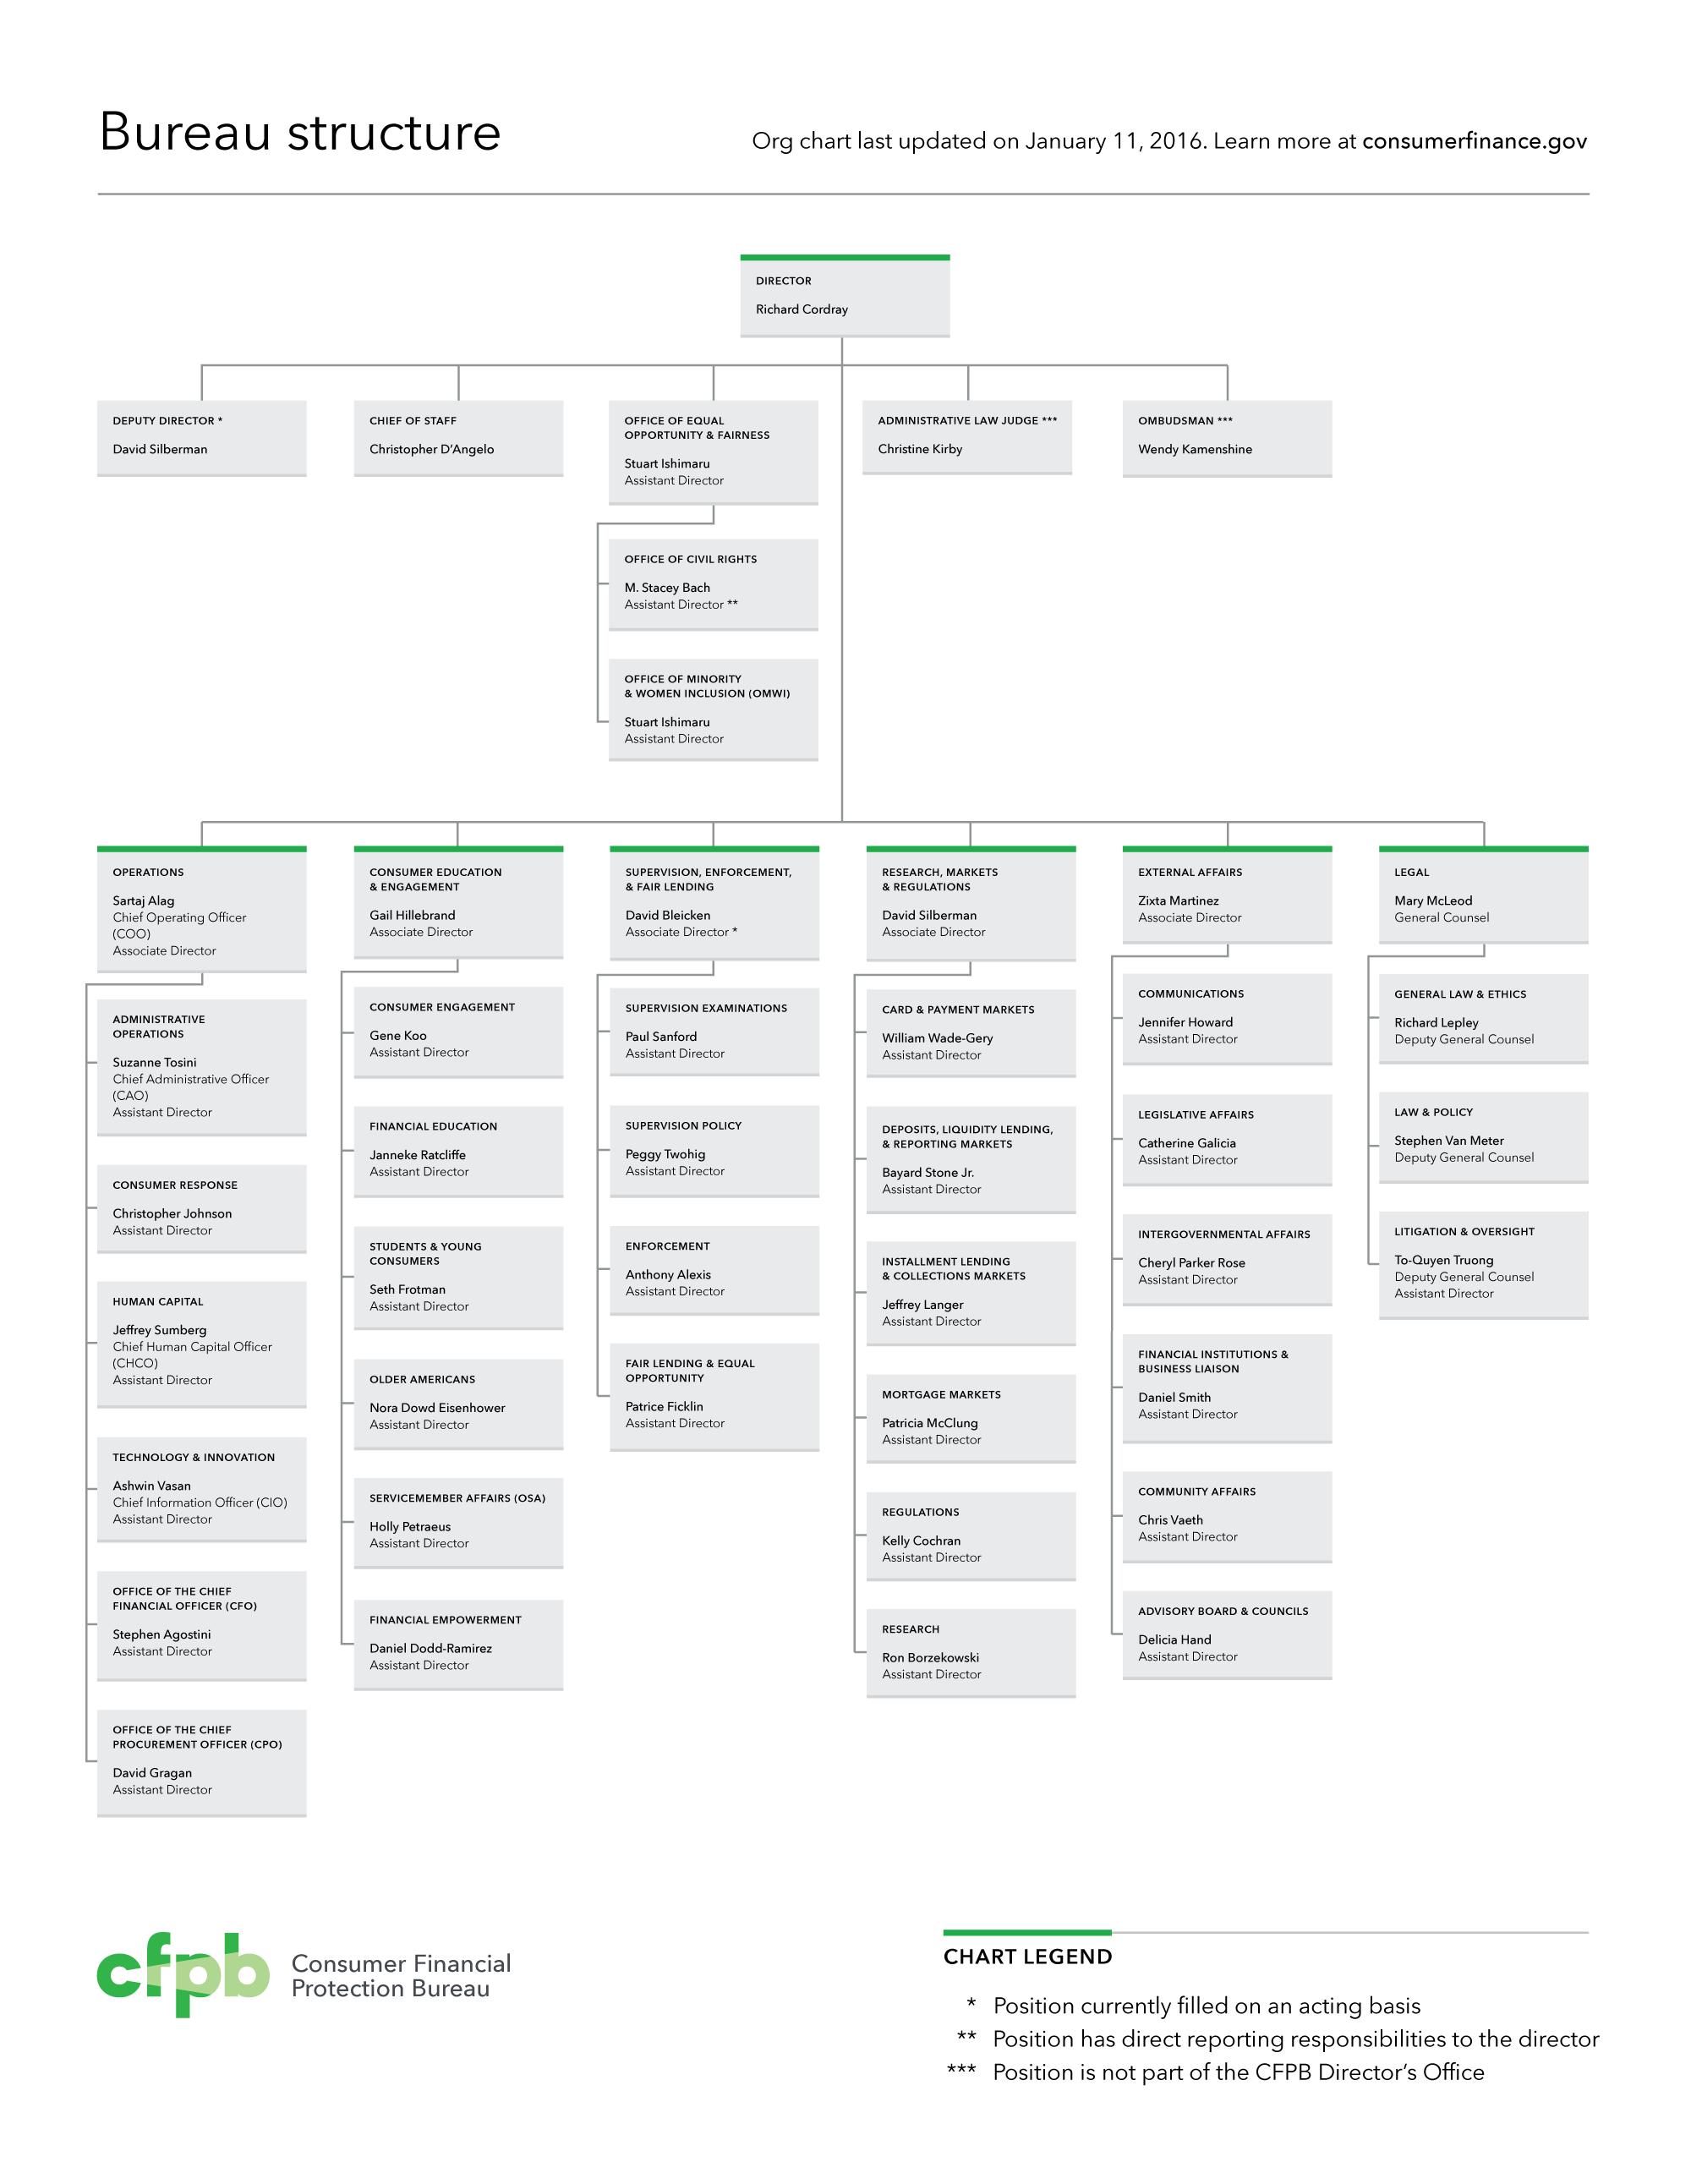 Bureau structure
Org chart last updated on January 11, 2016. Learn more at consumerfinance.gov
DIRECTOR
Richard Cordray
DEPUTY DIRECTOR *
David Silberman
CHIEF OF STAFF
Christopher D’Angelo
OFFICE OF EQUAL
OPPORTUNITY & FAIRNESS
Stuart Ishimaru
Assistant Director
ADMINISTRATIVE LAW JUDGE ***
Christine Kirby
OMBUDSMAN ***
Wendy Kamenshine
OFFICE OF CIVIL RIGHTS
M. Stacey Bach
Assistant Director **
OFFICE OF MINORITY
& WOMEN INCLUSION (OMWI)
Stuart Ishimaru
Assistant Director
OPERATIONS
Sartaj Alag
Chief Operating Officer
(COO)
Associate Director
ADMINISTRATIVE
OPERATIONS
Suzanne Tosini
Chief Administrative Officer
(CAO)
Assistant Director
CONSUMER RESPONSE
Christopher Johnson
Assistant Director
HUMAN CAPITAL
Jeffrey Sumberg
Chief Human Capital Officer
(CHCO)
Assistant Director
TECHNOLOGY & INNOVATION
Ashwin Vasan
Chief Information Officer (CIO)
Assistant Director
OFFICE OF THE CHIEF
FINANCIAL OFFICER (CFO)
Stephen Agostini
Assistant Director
OFFICE OF THE CHIEF
PROCUREMENT OFFICER (CPO)
David Gragan
Assistant Director
CONSUMER EDUCATION
& ENGAGEMENT
Gail Hillebrand
Associate Director
CONSUMER ENGAGEMENT
Gene Koo
Assistant Director
FINANCIAL EDUCATION
Janneke Ratcliffe
Assistant Director
STUDENTS & YOUNG
CONSUMERS
Seth Frotman
Assistant Director
OLDER AMERICANS
Nora Dowd Eisenhower
Assistant Director
SERVICEMEMBER AFFAIRS (OSA)
Holly Petraeus
Assistant Director
FINANCIAL EMPOWERMENT
Daniel Dodd-Ramirez
Assistant Director
SUPERVISION, ENFORCEMENT,
& FAIR LENDING
David Bleicken
Associate Director *
SUPERVISION EXAMINATIONS
Paul Sanford
Assistant Director
SUPERVISION POLICY
Peggy Twohig
Assistant Director
ENFORCEMENT
Anthony Alexis
Assistant Director
FAIR LENDING & EQUAL
OPPORTUNITY
Patrice Ficklin
Assistant Director
RESEARCH, MARKETS
& REGULATIONS
David Silberman
Associate Director
CARD & PAYMENT MARKETS
William Wade-Gery
Assistant Director
DEPOSITS, LIQUIDITY LENDING,
& REPORTING MARKETS
Bayard Stone Jr.
Assistant Director
INSTALLMENT LENDING
& COLLECTIONS MARKETS
Jeffrey Langer
Assistant Director
MORTGAGE MARKETS
Patricia McClung
Assistant Director
REGULATIONS
Kelly Cochran
Assistant Director
RESEARCH
Ron Borzekowski
Assistant Director
EXTERNAL AFFAIRS
Zixta Martinez
Associate Director
COMMUNICATIONS
Jennifer Howard
Assistant Director
LEGISLATIVE AFFAIRS
Catherine Galicia
Assistant Director
INTERGOVERNMENTAL AFFAIRS
Cheryl Parker Rose
Assistant Director
FINANCIAL INSTITUTIONS &
BUSINESS LIAISON
Daniel Smith
Assistant Director
COMMUNITY AFFAIRS
Chris Vaeth
Assistant Director
ADVISORY BOARD & COUNCILS
Delicia Hand
Assistant Director
LEGAL
Mary McLeod
General Counsel
GENERAL LAW & ETHICS
Richard Lepley
Deputy General Counsel
LAW & POLICY
Stephen Van Meter
Deputy General Counsel
LITIGATION & OVERSIGHT
To-Quyen Truong
Deputy General Counsel
Assistant Director
cfpb
Consumer Financial
Protection Bureau
CHART LEGEND
* Position currently filled on an acting basis
** Position has direct reporting responsibilities to the director
*** Position is not part of the CFPB Director’s Office